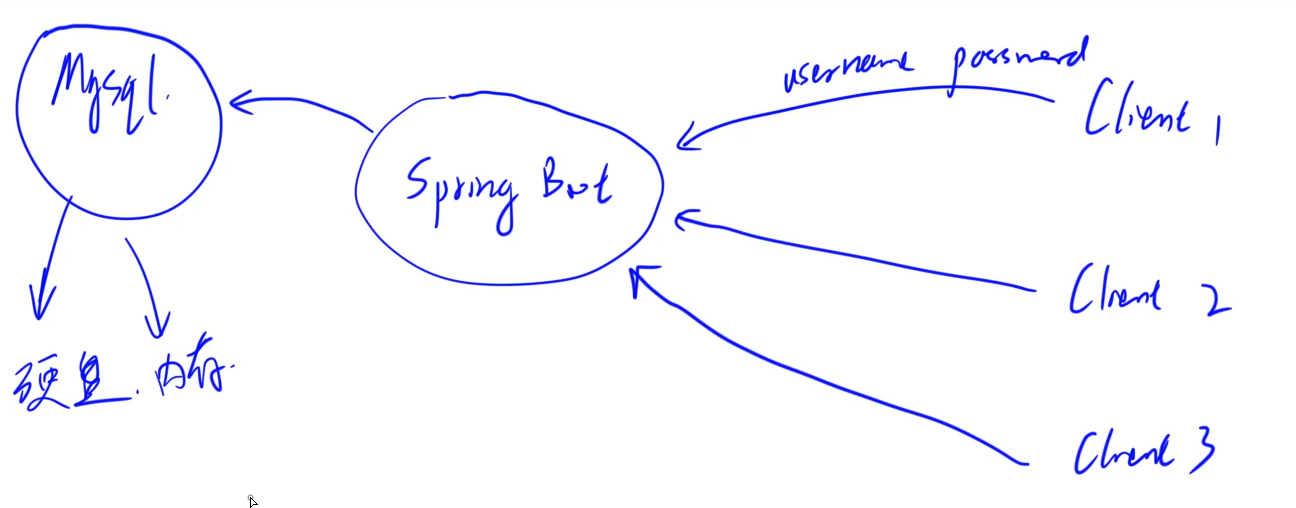 Mysql.
Spring Boot
username password
Client 1
Client 2
Client 3
硬盘. 内存.